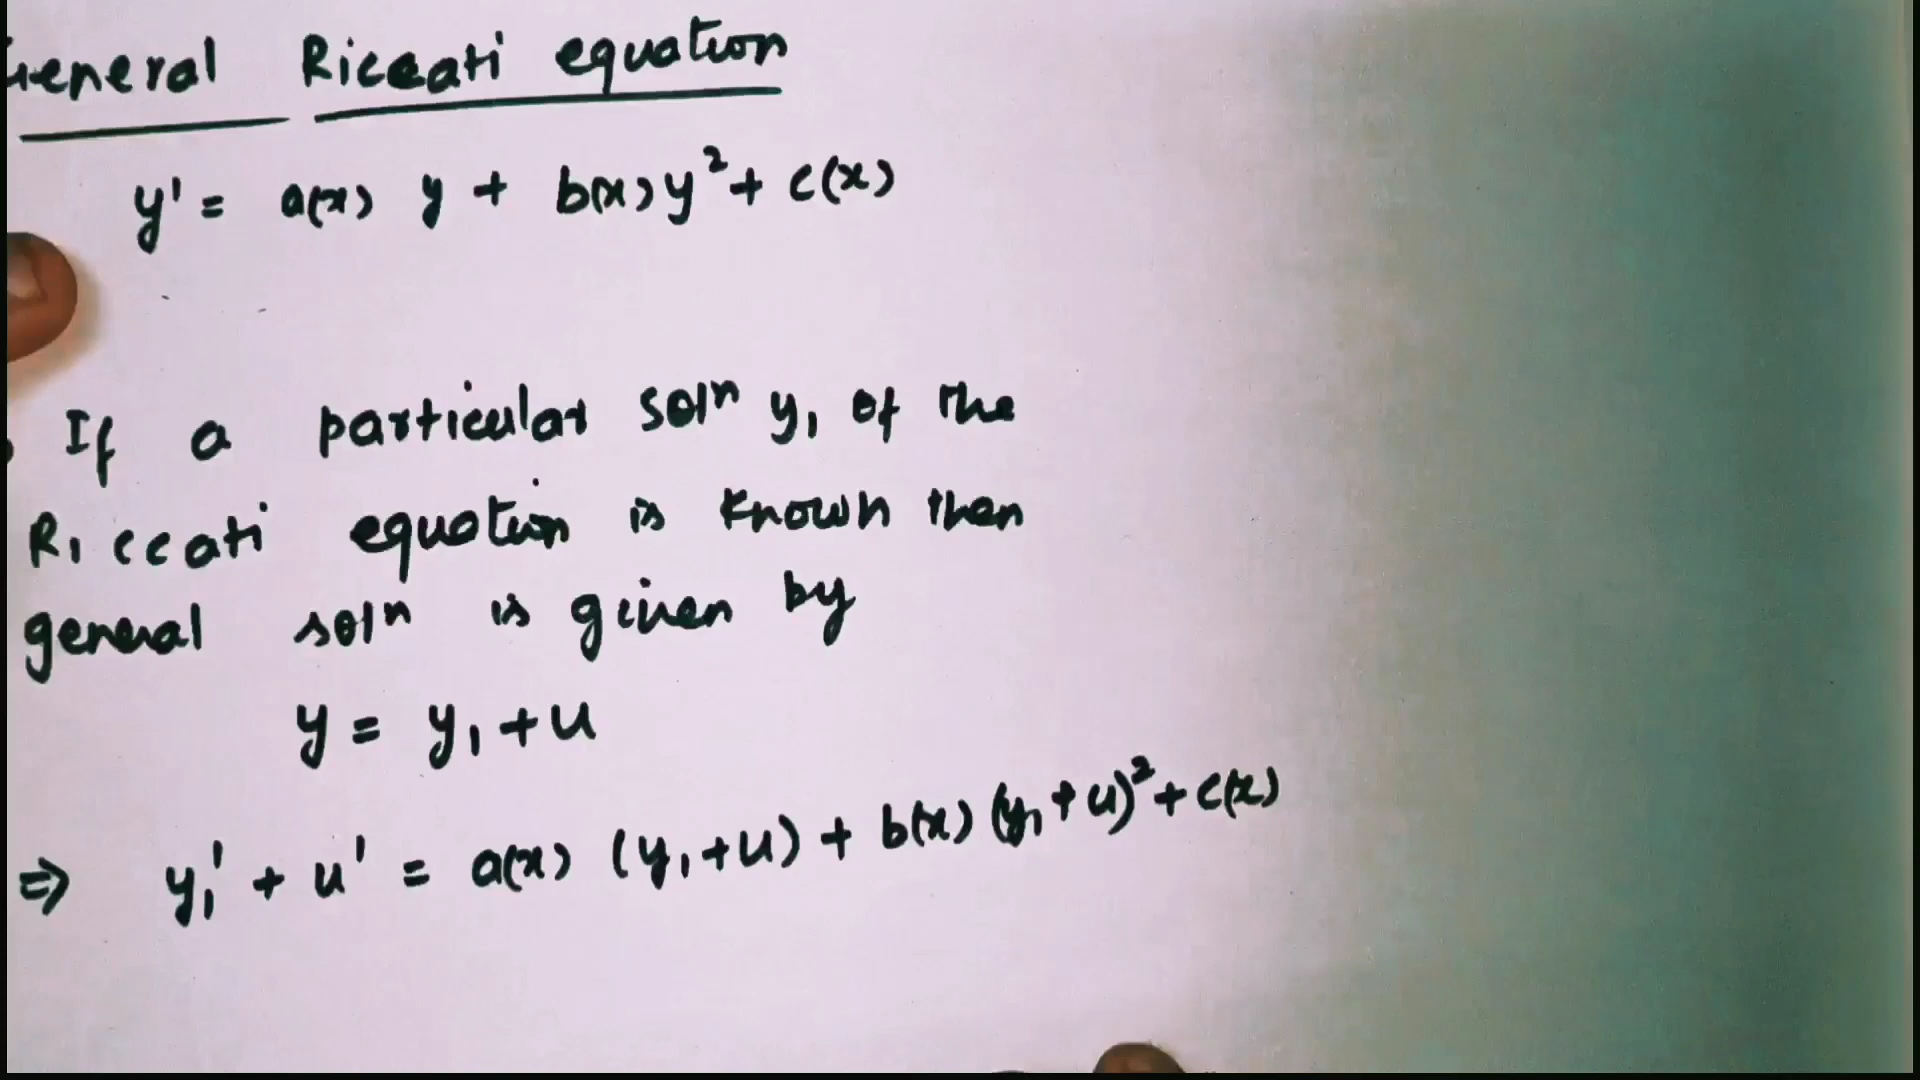 General Riccati equation
y' = a(x) y + b(x) y² + c(x)
If a particular solⁿ y₁ of the
Riccati equation is known then
general solⁿ is given by
y = y₁ + u
⇒ y₁' + u' = a(x) (y₁+u) + b(x) (y₁+u)² + c(x)